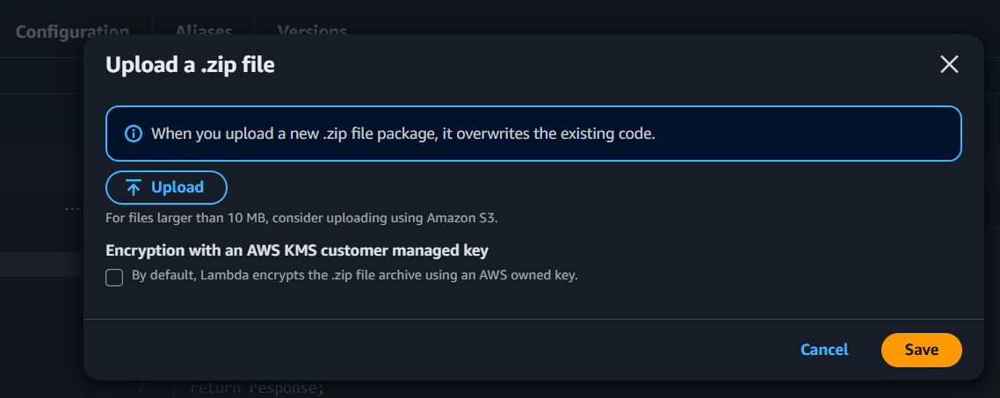 Configuration
Aliases
Versions
Upload a .zip file
When you upload a new .zip file package, it overwrites the existing code.
Upload
For files larger than 10 MB, consider uploading using Amazon S3.
Encryption with an AWS KMS customer managed key
By default, Lambda encrypts the .zip file archive using an AWS owned key.
Cancel
Save
7 return response;